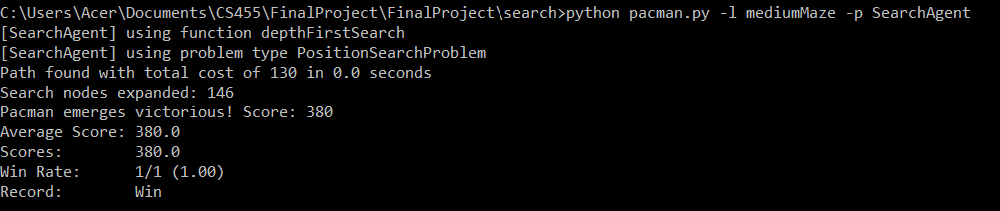 C:\Users\Acer\Documents\CS455\FinalProject\FinalProject\search>python pacman.py -l mediumMaze -p SearchAgent
[SearchAgent] using function depthFirstSearch
[SearchAgent] using problem type PositionSearchProblem
Path found with total cost of 130 in 0.0 seconds
Search nodes expanded: 146
Pacman emerges victorious! Score: 380
Average Score: 380.0
Scores:        380.0
Win Rate:      1/1 (1.00)
Record:        Win